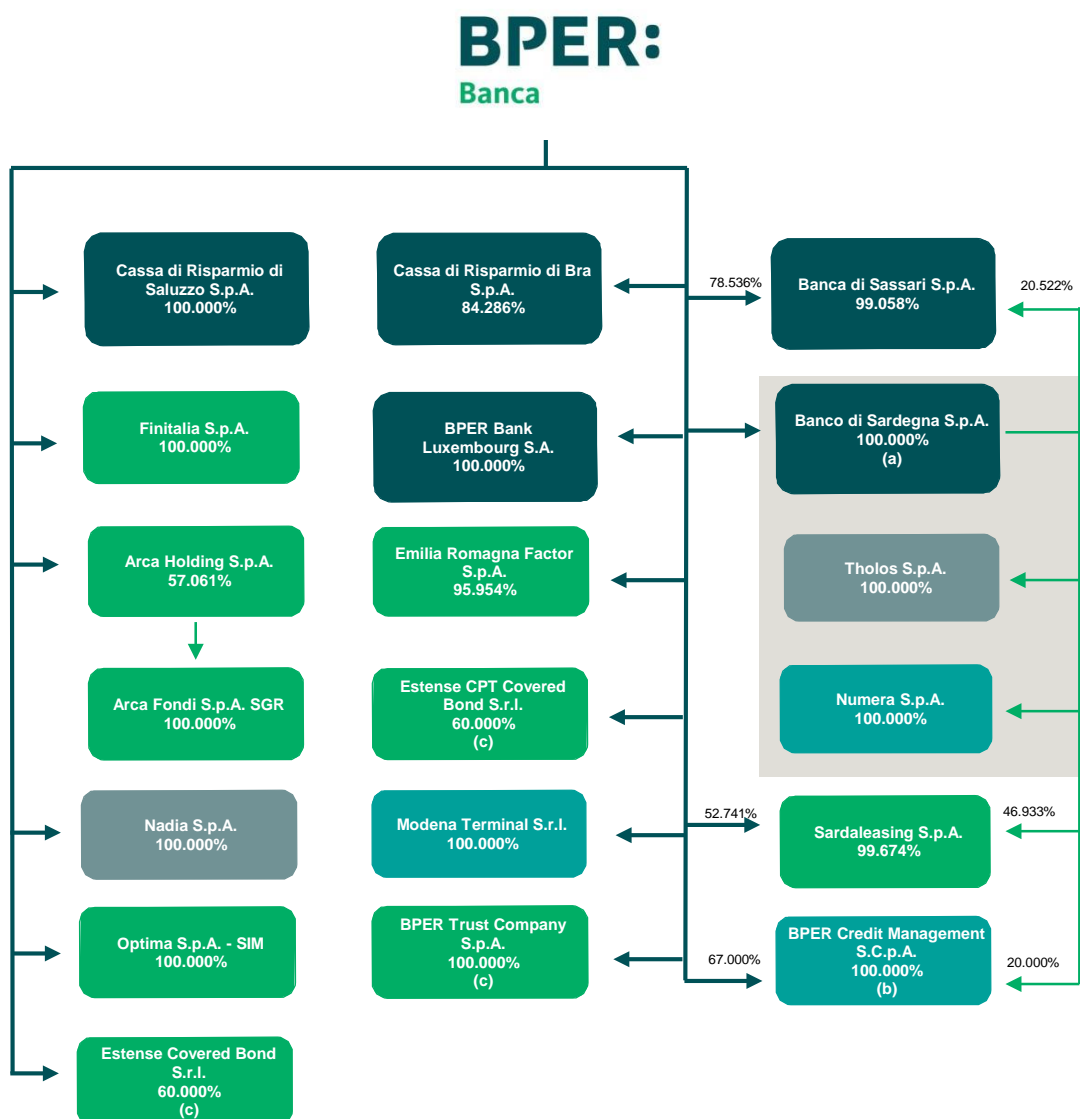 BPER:
Banca
Cassa di Risparmio di
Saluzzo S.p.A.
100.000%
Cassa di Risparmio di Bra
S.p.A.
84.286%
78.536%
Banca di Sassari S.p.A.
99.058%
20.522%
Finitalia S.p.A.
100.000%
BPER Bank
Luxembourg S.A.
100.000%
Banco di Sardegna S.p.A.
100.000%
(a)
Arca Holding S.p.A.
57.061%
Emilia Romagna Factor
S.p.A.
95.954%
Tholos S.p.A.
100.000%
Arca Fondi S.p.A. SGR
100.000%
Estense CPT Covered
Bond S.r.l.
60.000%
(c)
Numera S.p.A.
100.000%
Nadia S.p.A.
100.000%
Modena Terminal S.r.l.
100.000%
52.741%
Sardaleasing S.p.A.
99.674%
46.933%
Optima S.p.A. - SIM
100.000%
BPER Trust Company
S.p.A.
100.000%
(c)
67.000%
BPER Credit Management
S.C.p.A.
100.000%
(b)
20.000%
Estense Covered Bond
S.r.l.
60.000%
(c)